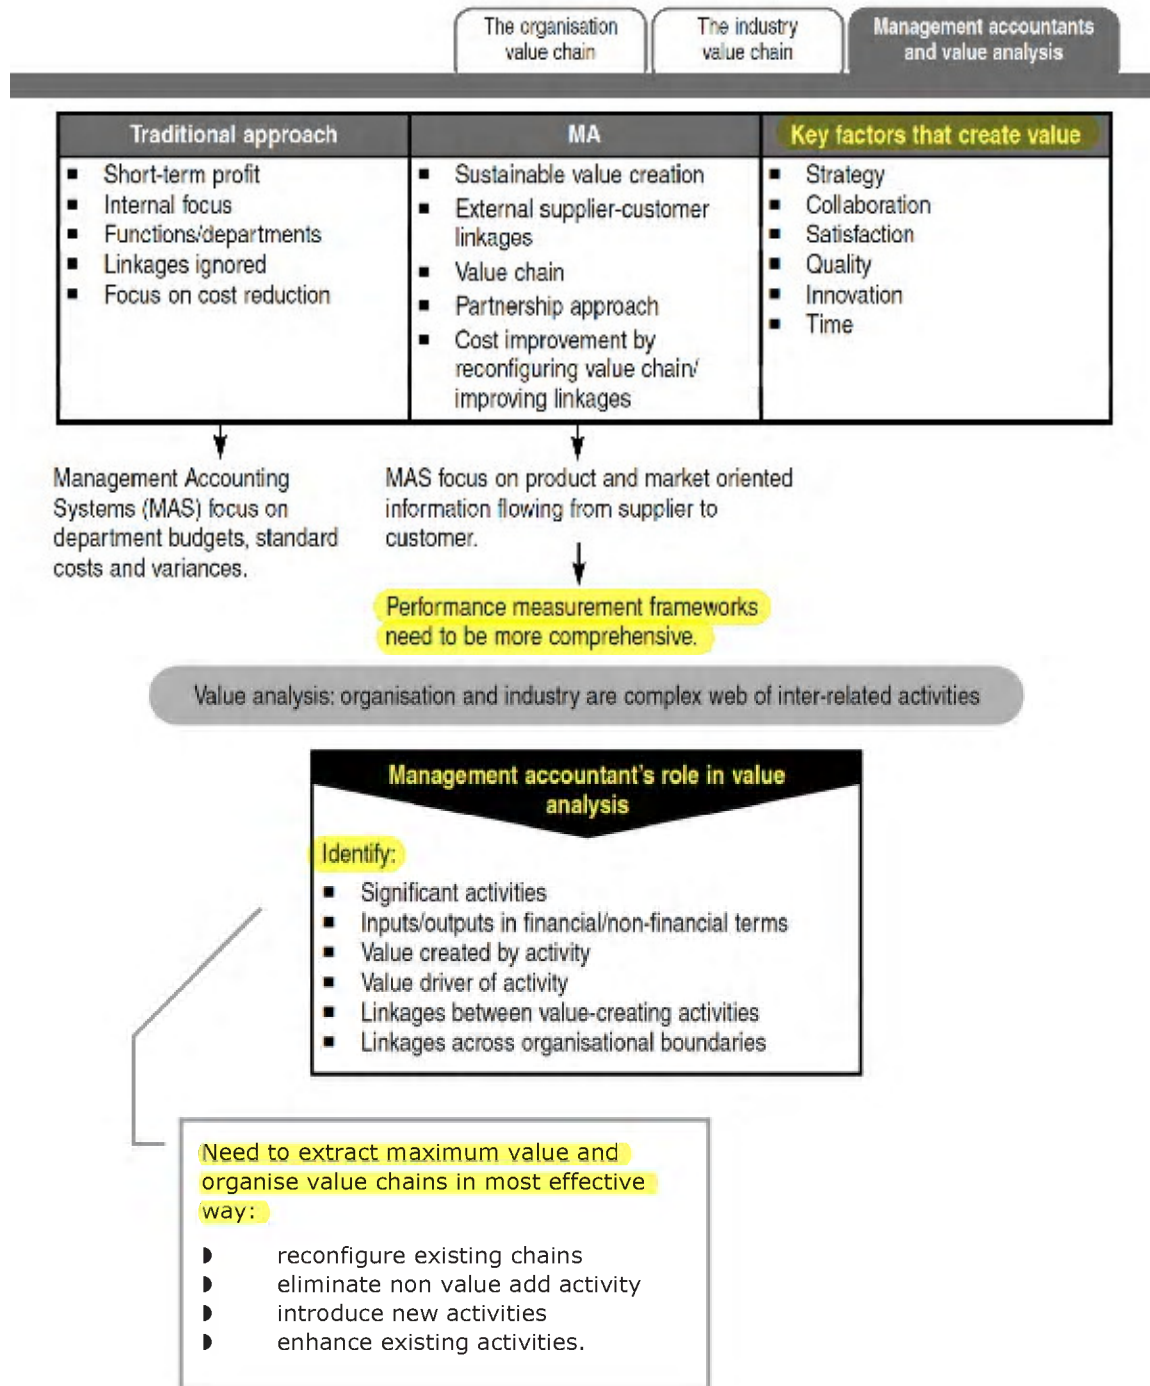 The organisation
value chain
The industry
value chain
Management accountants
and value analysis
Traditional approach
■ Short-term profit
■ Internal focus
■ Functions/departments
■ Linkages ignored
■ Focus on cost reduction
MA
■ Sustainable value creation
■ External supplier-customer
linkages
■ Value chain
■ Partnership approach
■ Cost improvement by
reconfiguring value chain/
improving linkages
Key factors that create value
■ Strategy
■ Collaboration
■ Satisfaction
■ Quality
■ Innovation
■ Time
Management Accounting
Systems (MAS) focus on
department budgets, standard
costs and variances.
MAS focus on product and market oriented
information flowing from supplier to
customer.
Performance measurement frameworks
need to be more comprehensive.
Value analysis: organisation and industry are complex web of inter-related activities
Management accountant's role in value
analysis
Identify:
■ Significant activities
■ Inputs/outputs in financial/non-financial terms
■ Value created by activity
■ Value driver of activity
■ Linkages between value-creating activities
■ Linkages across organisational boundaries
Need to extract maximum value and
organise value chains in most effective
way:
◗ reconfigure existing chains
◗ eliminate non value add activity
◗ introduce new activities
◗ enhance existing activities.